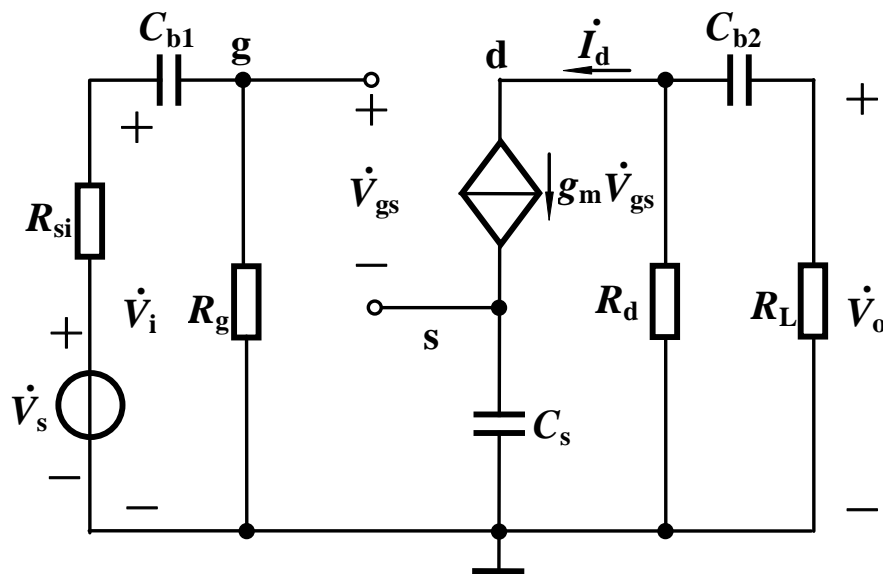 C_b1
g
d
İ_d
C_b2
+
+
+
R_si
V̇_gs
g_m V̇_gs
−
V̇_i
R_g
R_d
R_L
V̇_o
+
s
V̇_s
C_s
−
−
−